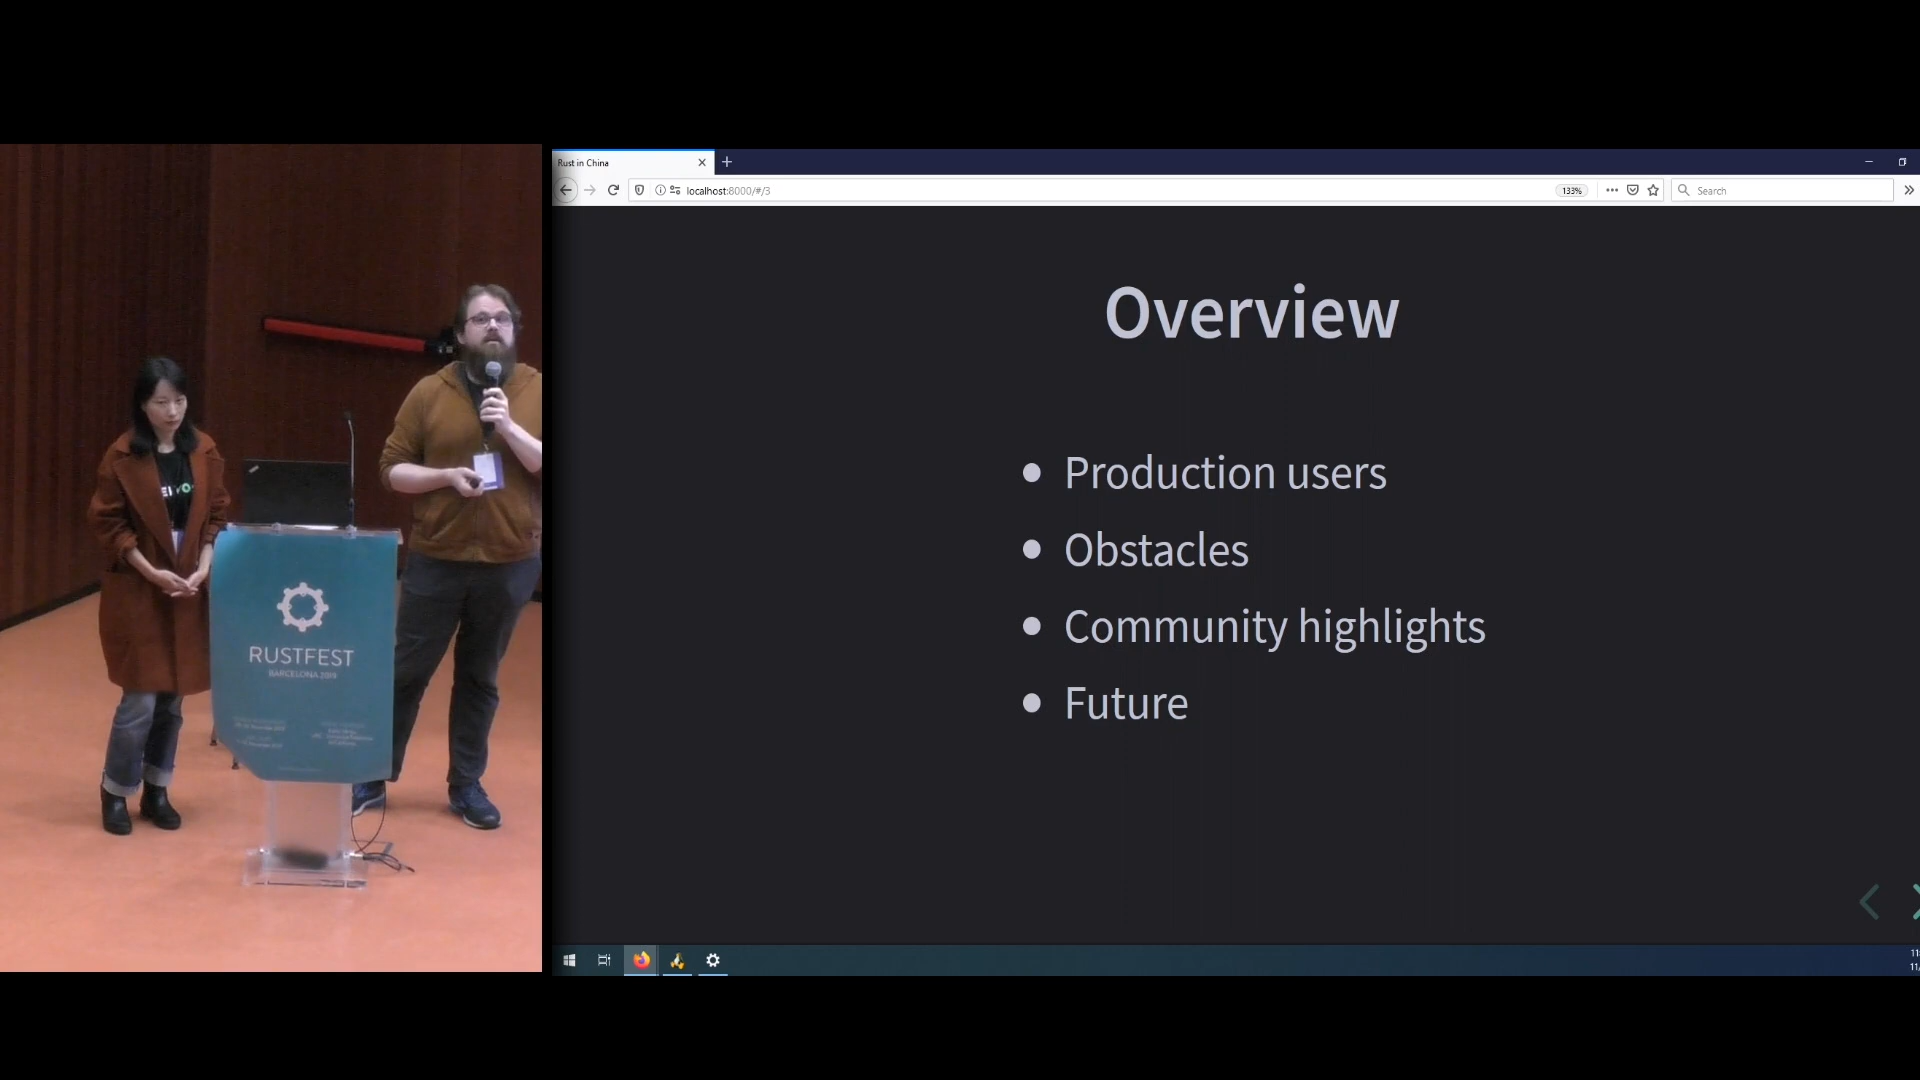 Rust in China
localhost:8000/#/3
133%
Search
Overview
Production users
Obstacles
Community highlights
Future
RUSTFEST
BARCELONA 2019